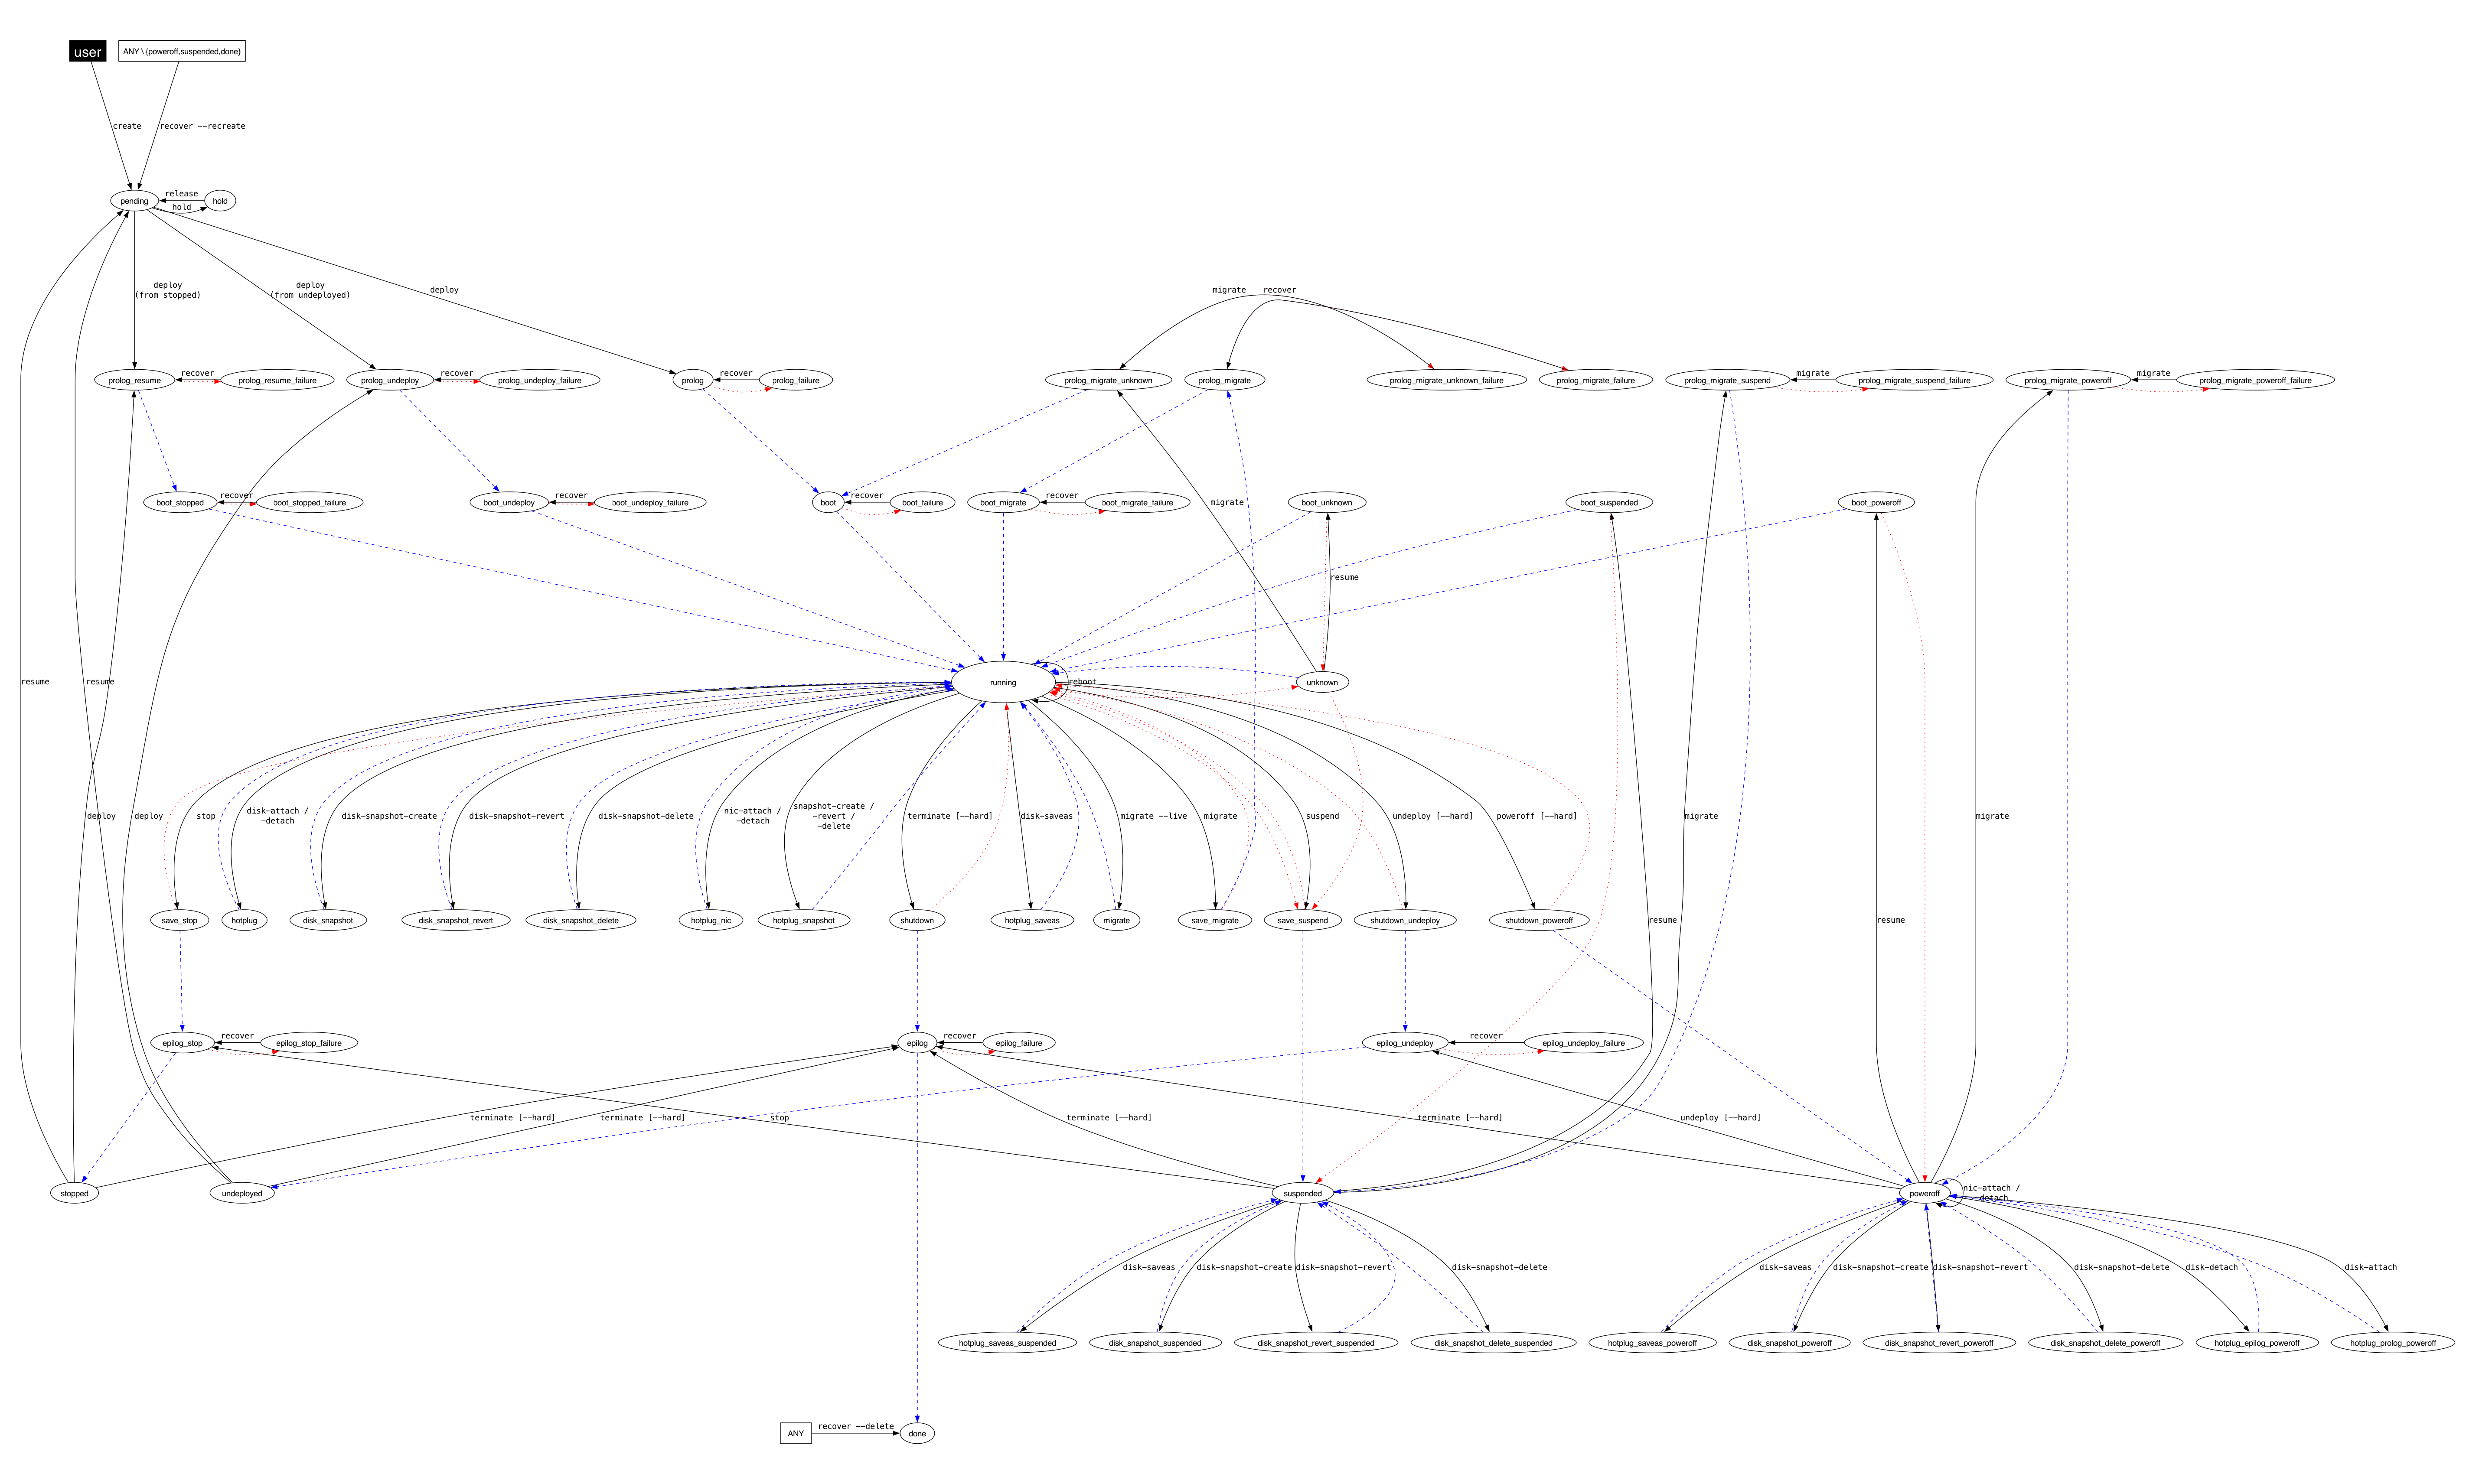 user
ANY \ {poweroff,suspended,done}
create
recover --recreate
pending
release
hold
hold
deploy
(from stopped)
deploy
(from undeployed)
deploy
migrate
recover
prolog_resume
recover
prolog_resume_failure
prolog_undeploy
recover
prolog_undeploy_failure
prolog
recover
prolog_failure
prolog_migrate_unknown
prolog_migrate
prolog_migrate_unknown_failure
prolog_migrate_failure
prolog_migrate_suspend
migrate
prolog_migrate_suspend_failure
prolog_migrate_poweroff
migrate
prolog_migrate_poweroff_failure
boot_stopped
recover
boot_stopped_failure
boot_undeploy
recover
boot_undeploy_failure
boot
recover
boot_failure
boot_migrate
recover
boot_migrate_failure
migrate
boot_unknown
boot_suspended
boot_poweroff
resume
resume
resume
running
reboot
unknown
deploy
deploy
stop
disk-attach /
-detach
disk-snapshot-create
disk-snapshot-revert
disk-snapshot-delete
nic-attach /
-detach
snapshot-create /
-revert /
-delete
terminate [--hard]
disk-saveas
migrate --live
migrate
suspend
undeploy [--hard]
poweroff [--hard]
migrate
migrate
save_stop
hotplug
disk_snapshot
disk_snapshot_revert
disk_snapshot_delete
hotplug_nic
hotplug_snapshot
shutdown
hotplug_saveas
migrate
save_migrate
save_suspend
shutdown_undeploy
shutdown_poweroff
resume
resume
epilog_stop
recover
epilog_stop_failure
epilog
recover
epilog_failure
epilog_undeploy
recover
epilog_undeploy_failure
terminate [--hard]
terminate [--hard]
stop
terminate [--hard]
terminate [--hard]
undeploy [--hard]
stopped
undeployed
suspended
poweroff
nic-attach /
-detach
disk-saveas
disk-snapshot-create
disk-snapshot-revert
disk-snapshot-delete
disk-saveas
disk-snapshot-create
disk-snapshot-revert
disk-snapshot-delete
disk-detach
disk-attach
hotplug_saveas_suspended
disk_snapshot_suspended
disk_snapshot_revert_suspended
disk_snapshot_delete_suspended
hotplug_saveas_poweroff
disk_snapshot_poweroff
disk_snapshot_revert_poweroff
disk_snapshot_delete_poweroff
hotplug_epilog_poweroff
hotplug_prolog_poweroff
ANY
recover --delete
done